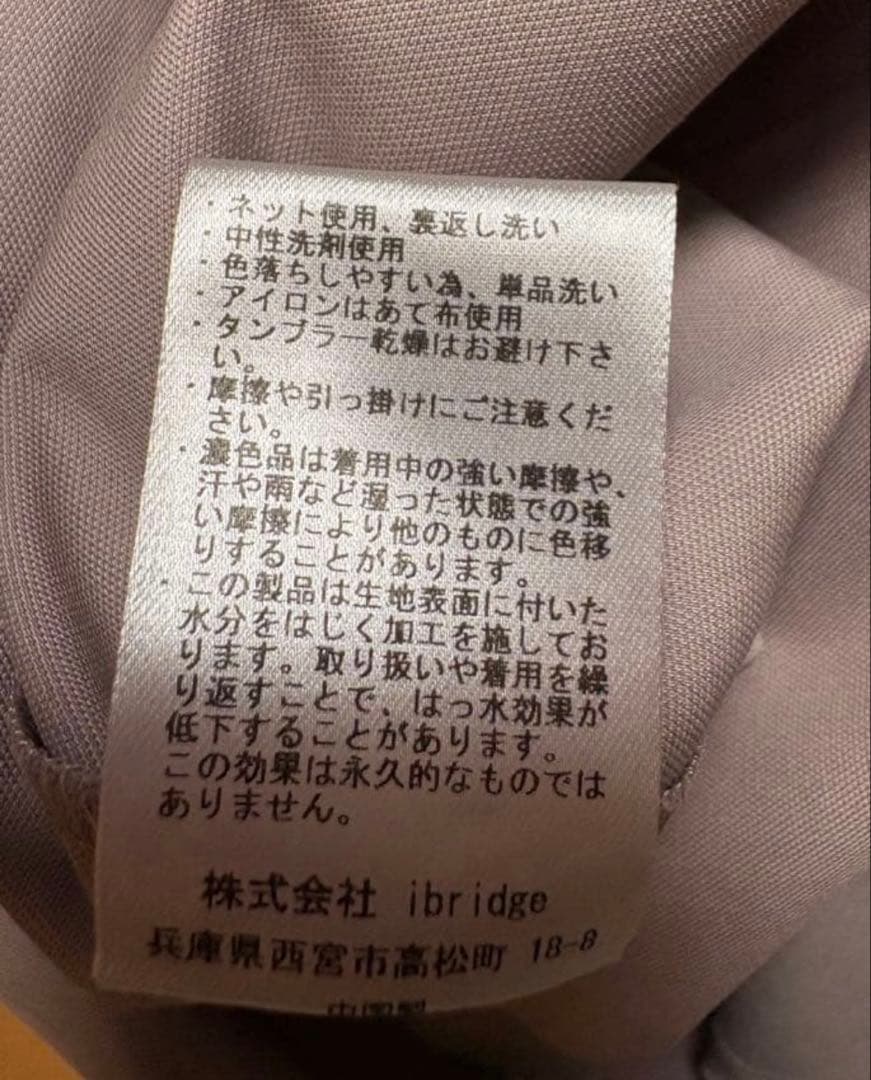 ・ネット使用、裏返し洗い
・中性洗剤使用
・色落ちしやすい為、単品洗い
・アイロンはあて布使用
・タンブラー乾燥はお避け下さ
い。
・摩擦や引っ掛けにご注意くだ
さい。
・濃色品は着用中の強い摩擦や、
汗や雨など湿った状態での強
い摩擦により他のものに色移
りすることがあります。
・この製品は生地表面に付いた
水分をはじく加工を施してお
ります。取り扱いや着用を繰
り返すことで、はっ水効果が
低下することがあります。
この効果は永久的なものでは
ありません。
株式会社 ibridge
兵庫県西宮市高松町 18-8
中国製